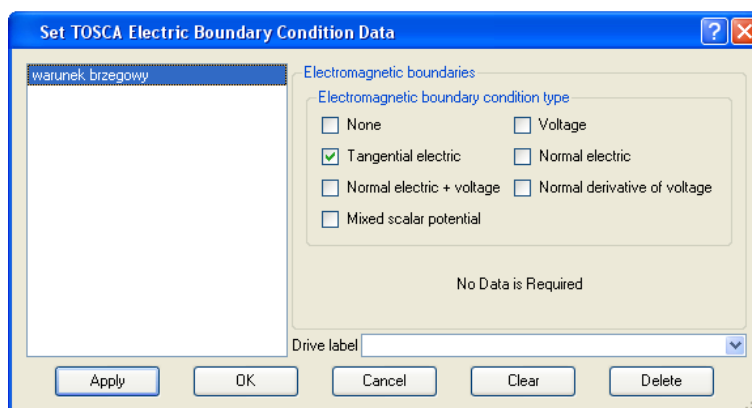 Set TOSCA Electric Boundary Condition Data
warunek brzegowy
Electromagnetic boundaries
Electromagnetic boundary condition type
None
Voltage
Tangential electric
Normal electric
Normal electric + voltage
Normal derivative of voltage
Mixed scalar potential
No Data is Required
Drive label
Apply
OK
Cancel
Clear
Delete